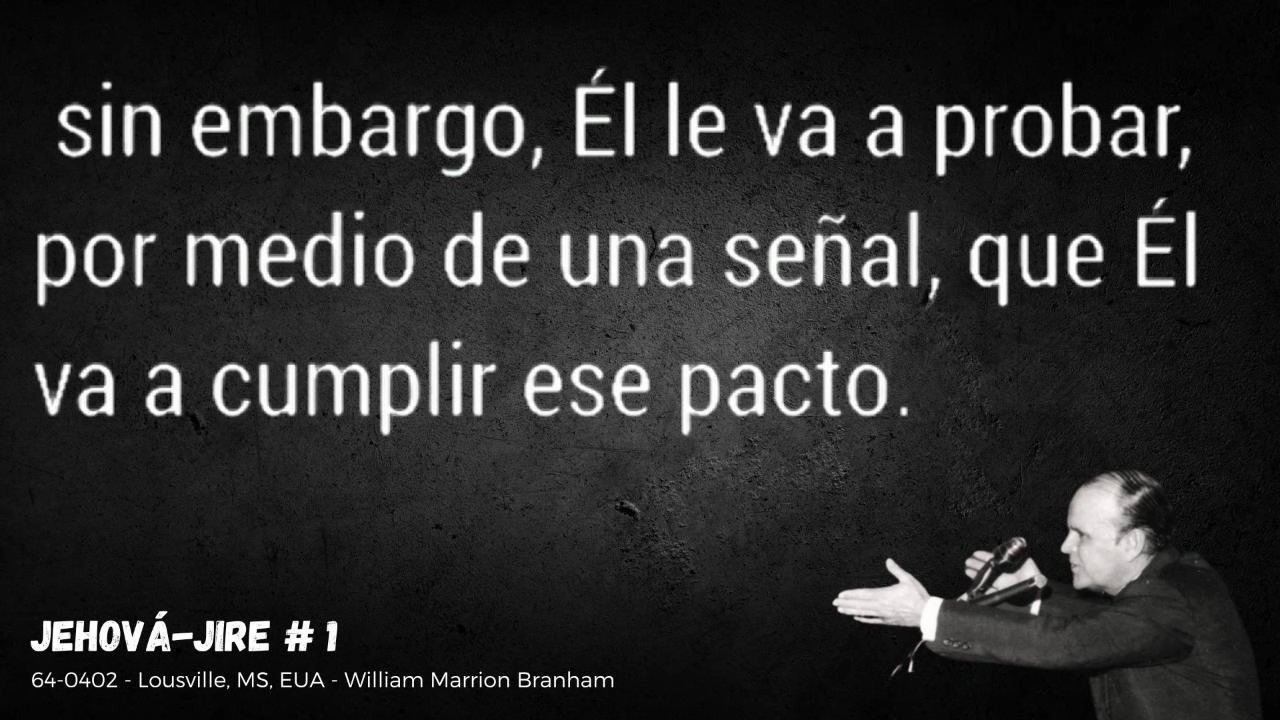 sin embargo, Él le va a probar,
por medio de una señal, que Él
va a cumplir ese pacto.
JEHOVÁ-JIRE # 1
64-0402 - Lousville, MS, EUA - William Marrion Branham